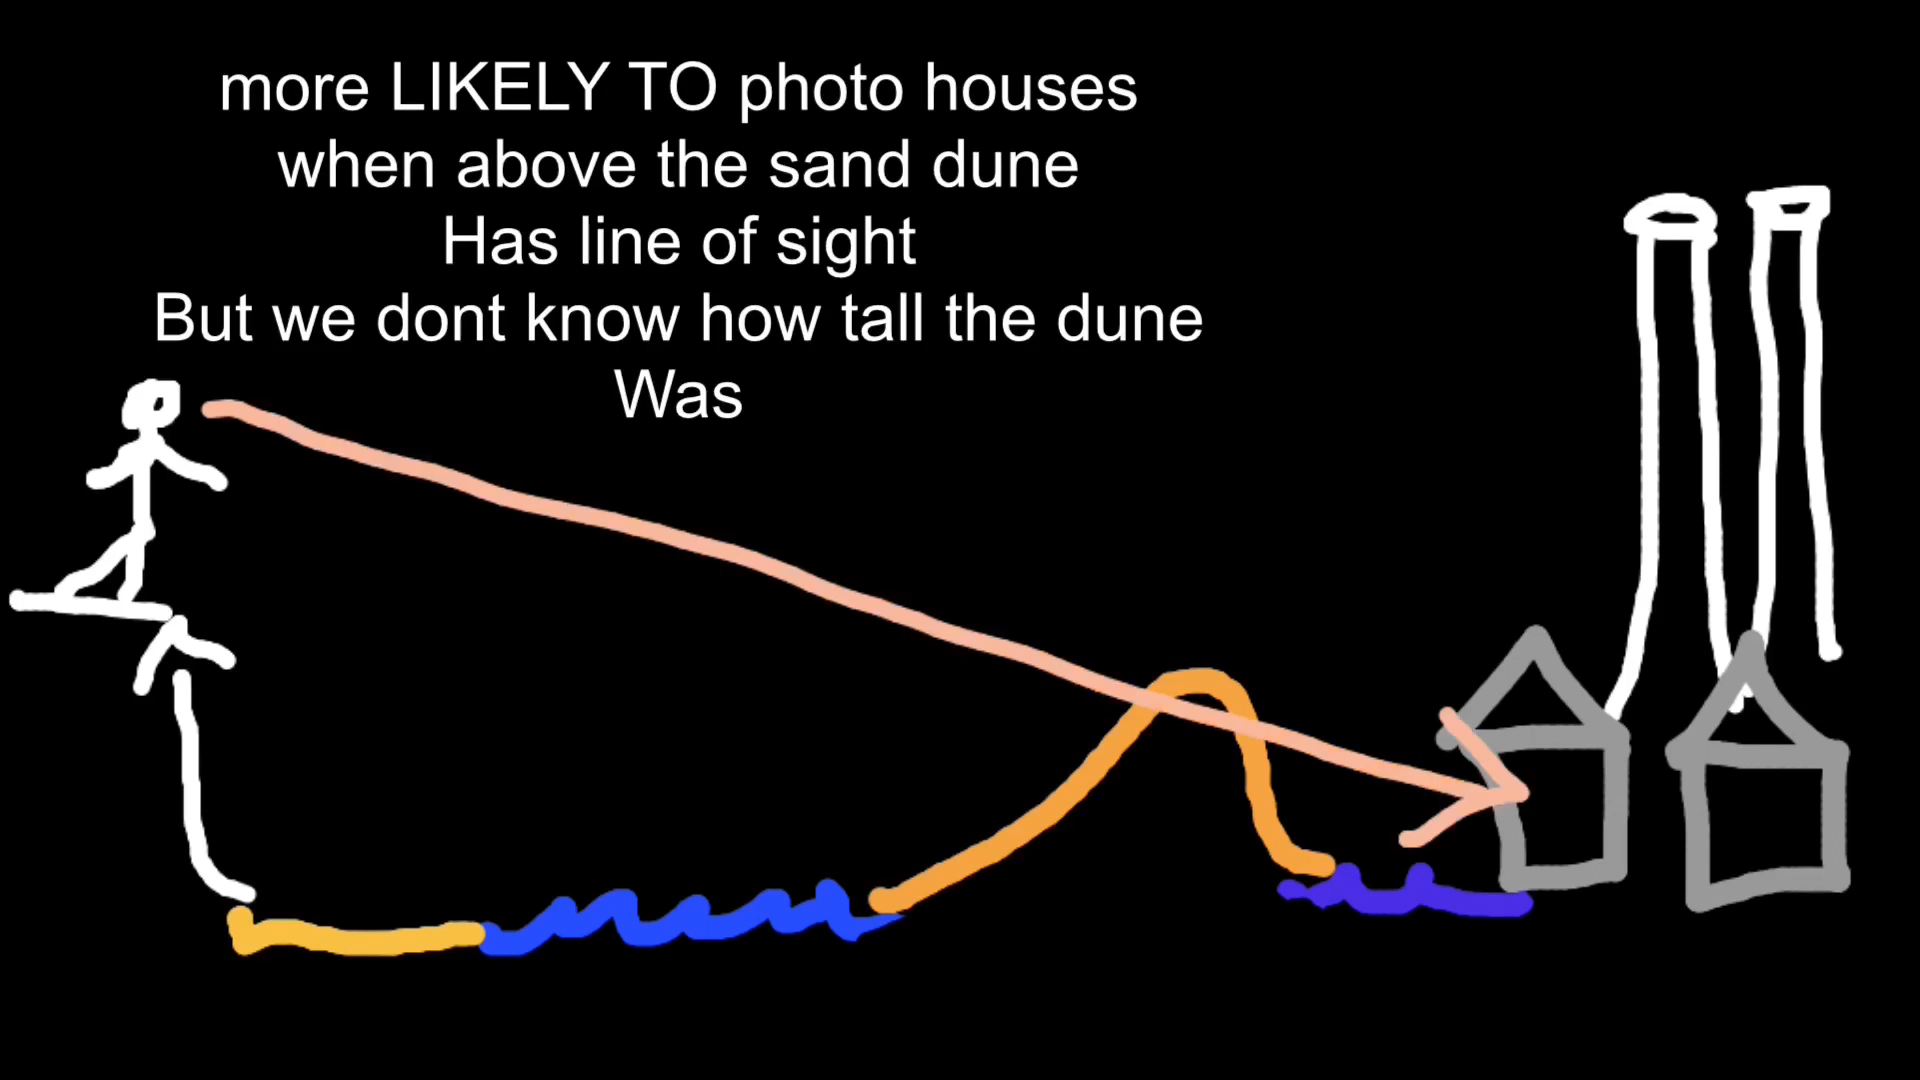 more LIKELY TO photo houses
when above the sand dune
Has line of sight
But we dont know how tall the dune
Was